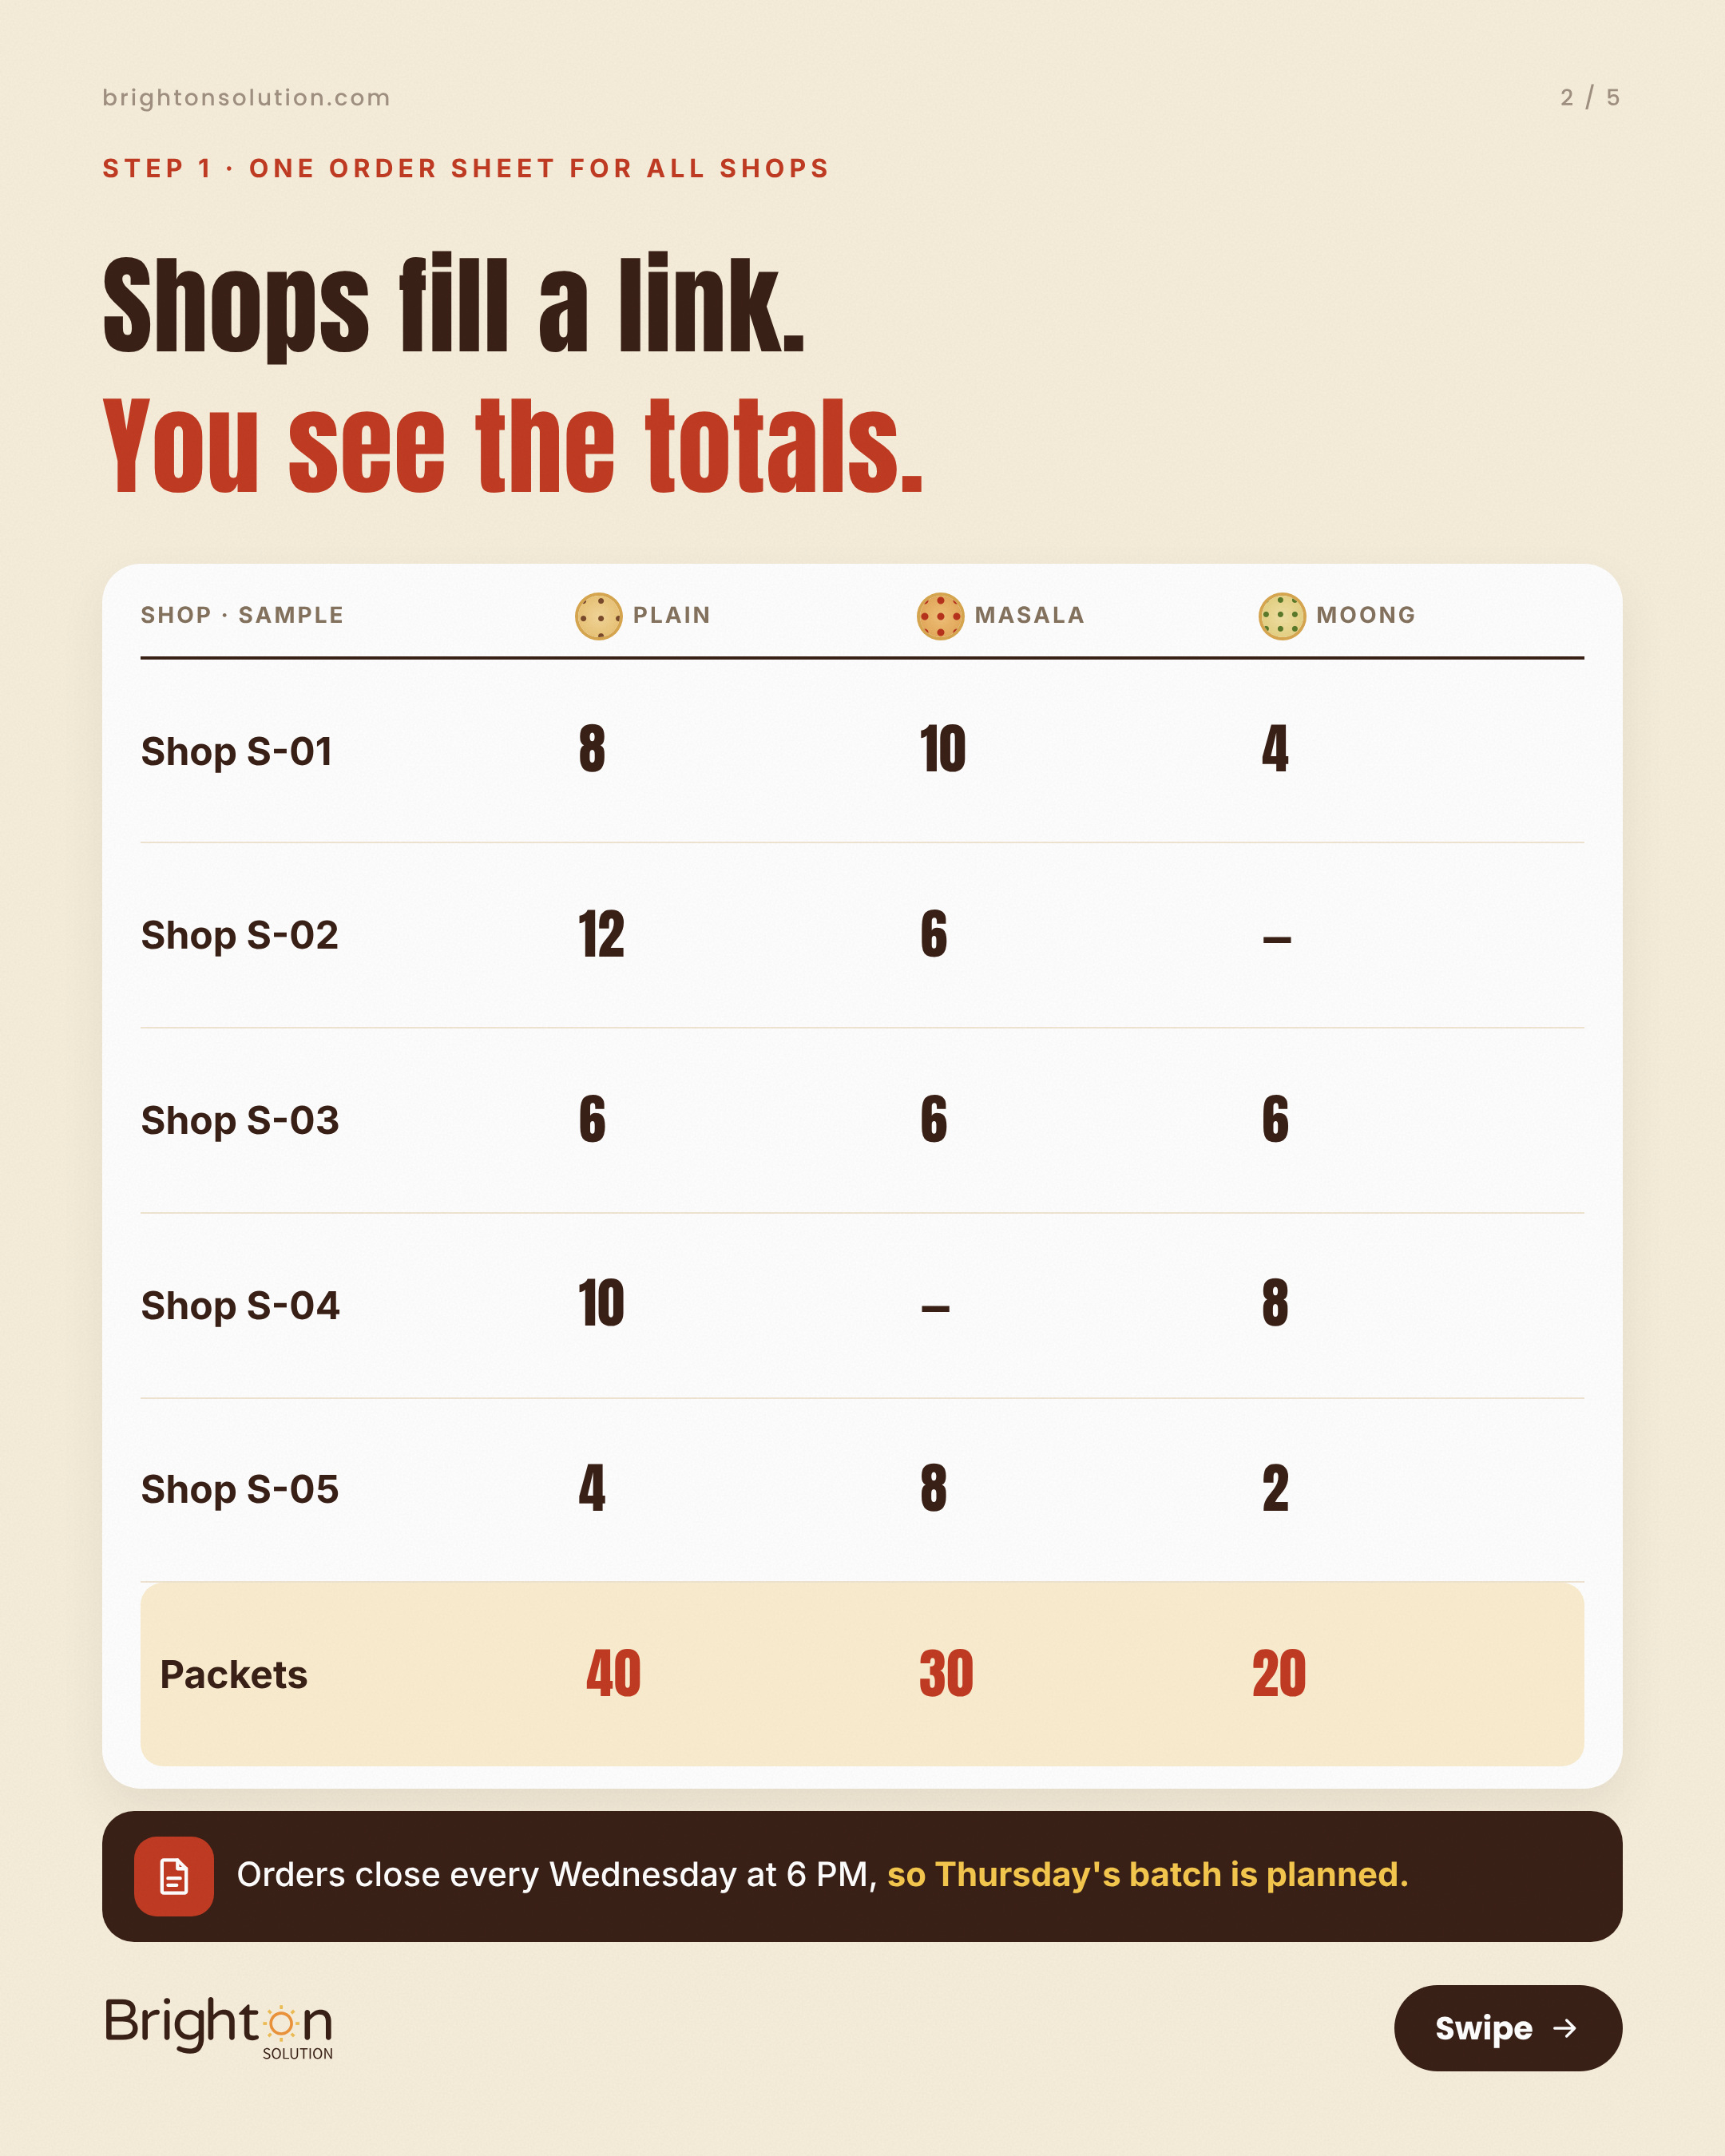 brightonsolution.com 2 / 5
STEP 1 · ONE ORDER SHEET FOR ALL SHOPS
Shops fill a link.
You see the totals.
SHOP · SAMPLE PLAIN MASALA MOONG
Shop S-01 8 10 4
Shop S-02 12 6 –
Shop S-03 6 6 6
Shop S-04 10 – 8
Shop S-05 4 8 2
Packets 40 30 20
Orders close every Wednesday at 6 PM, so Thursday's batch is planned.
Brighton
SOLUTION
Swipe →